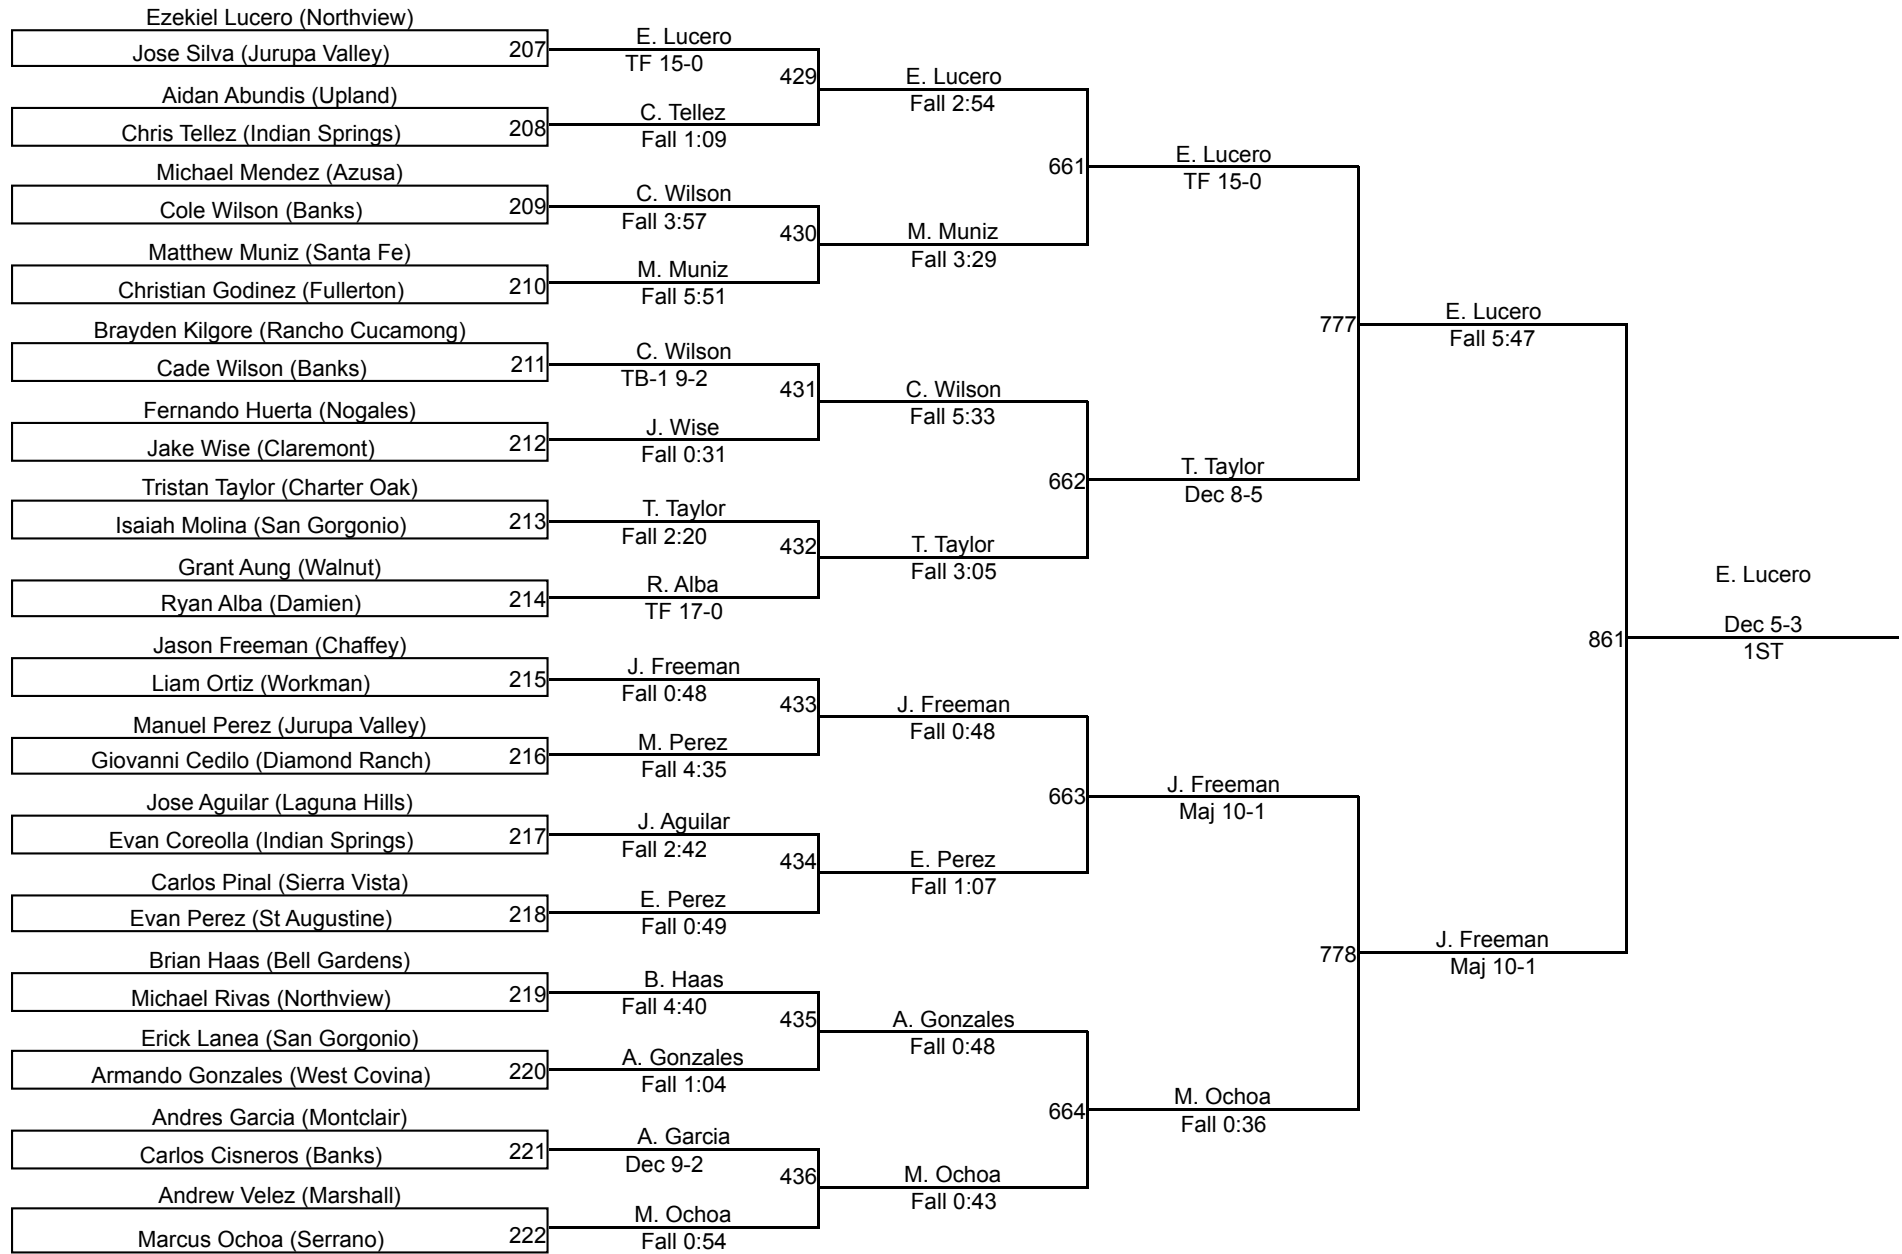 Ezekiel Lucero (Northview)
Jose Silva (Jurupa Valley)
207
Aidan Abundis (Upland)
Chris Tellez (Indian Springs)
208
Michael Mendez (Azusa)
Cole Wilson (Banks)
209
Matthew Muniz (Santa Fe)
Christian Godinez (Fullerton)
210
Brayden Kilgore (Rancho Cucamong)
Cade Wilson (Banks)
211
Fernando Huerta (Nogales)
Jake Wise (Claremont)
212
Tristan Taylor (Charter Oak)
Isaiah Molina (San Gorgonio)
213
Grant Aung (Walnut)
Ryan Alba (Damien)
214
Jason Freeman (Chaffey)
Liam Ortiz (Workman)
215
Manuel Perez (Jurupa Valley)
Giovanni Cedilo (Diamond Ranch)
216
Jose Aguilar (Laguna Hills)
Evan Coreolla (Indian Springs)
217
Carlos Pinal (Sierra Vista)
Evan Perez (St Augustine)
218
Brian Haas (Bell Gardens)
Michael Rivas (Northview)
219
Erick Lanea (San Gorgonio)
Armando Gonzales (West Covina)
220
Andres Garcia (Montclair)
Carlos Cisneros (Banks)
221
Andrew Velez (Marshall)
Marcus Ochoa (Serrano)
222
E. Lucero
TF 15-0
429
C. Tellez
Fall 1:09
C. Wilson
Fall 3:57
430
M. Muniz
Fall 5:51
C. Wilson
TB-1 9-2
431
J. Wise
Fall 0:31
T. Taylor
Fall 2:20
432
R. Alba
TF 17-0
J. Freeman
Fall 0:48
433
M. Perez
Fall 4:35
J. Aguilar
Fall 2:42
434
E. Perez
Fall 0:49
B. Haas
Fall 4:40
435
A. Gonzales
Fall 1:04
A. Garcia
Dec 9-2
436
M. Ochoa
Fall 0:54
E. Lucero
Fall 2:54
661
M. Muniz
Fall 3:29
C. Wilson
Fall 5:33
662
T. Taylor
Fall 3:05
J. Freeman
Fall 0:48
663
E. Perez
Fall 1:07
A. Gonzales
Fall 0:48
664
M. Ochoa
Fall 0:43
E. Lucero
TF 15-0
777
T. Taylor
Dec 8-5
J. Freeman
Maj 10-1
778
M. Ochoa
Fall 0:36
E. Lucero
Fall 5:47
861
J. Freeman
Maj 10-1
E. Lucero
Dec 5-3
1ST